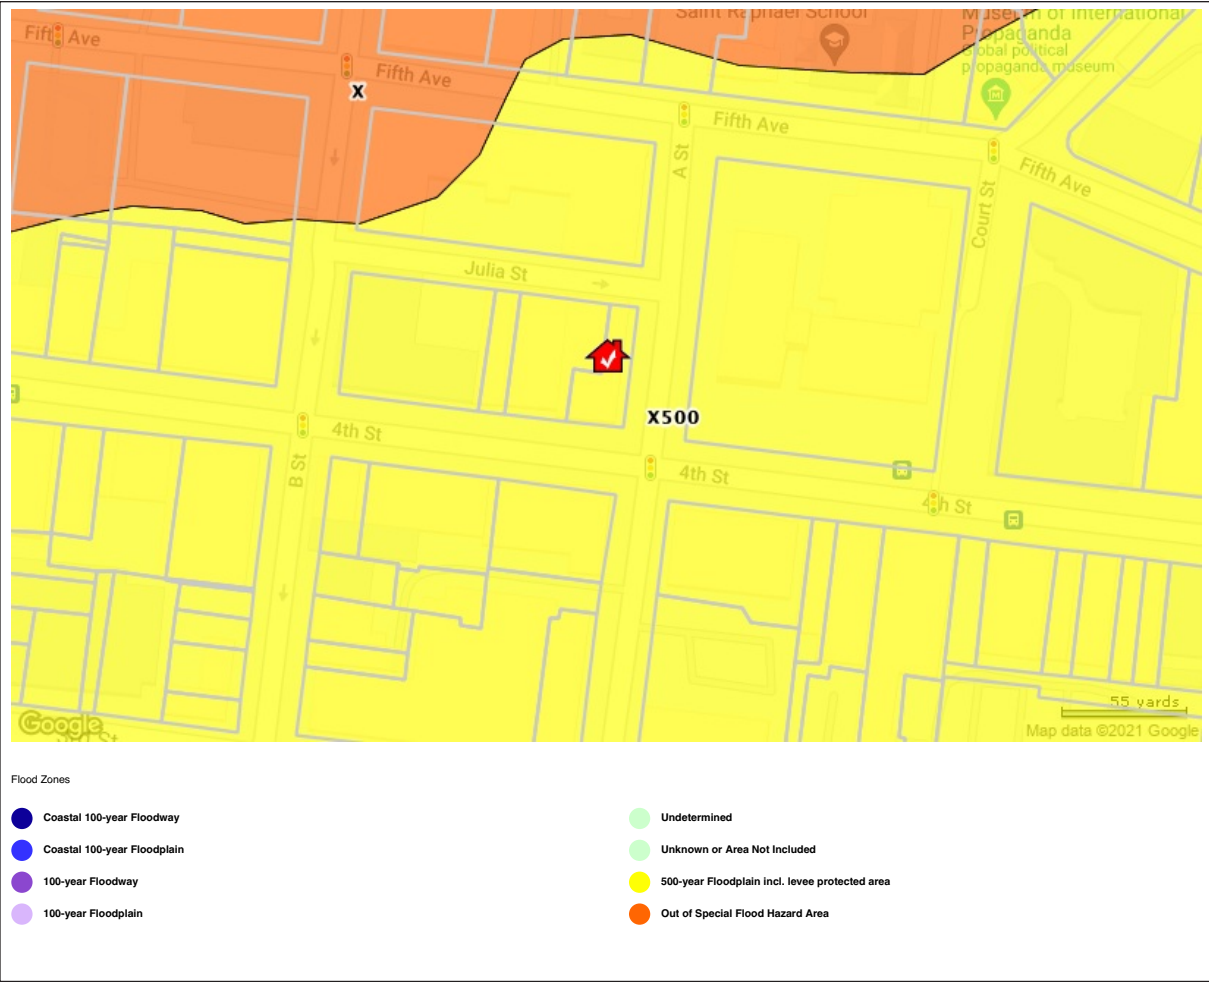 Saint Raphael School
Museum of International
Propaganda
Global political
propaganda museum
Fifth Ave
Fifth Ave
X
Fifth Ave
A St
Fifth Ave
Court St
Julia St
X500
4th St
4th St
4th St
B St
55 yards
Google
3rd St
Map data ©2021 Google
Flood Zones
Coastal 100-year Floodway
Coastal 100-year Floodplain
100-year Floodway
100-year Floodplain
Undetermined
Unknown or Area Not Included
500-year Floodplain incl. levee protected area
Out of Special Flood Hazard Area